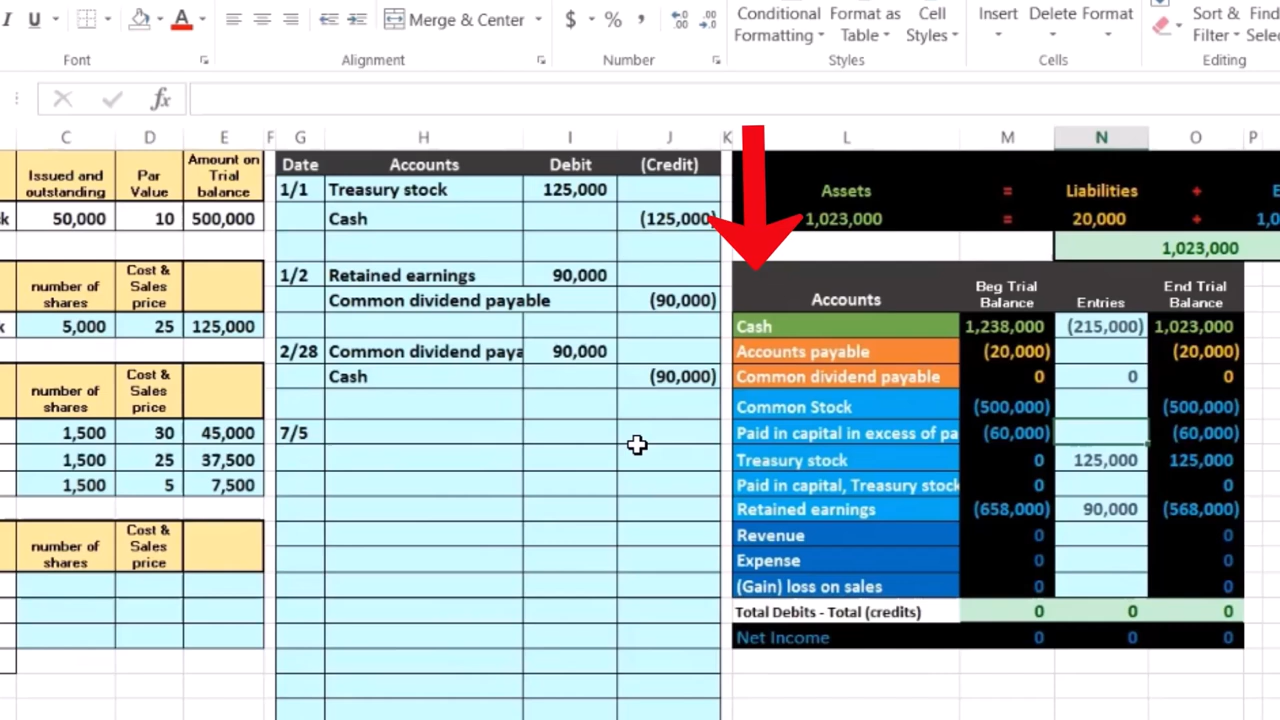 I U A Merge & Center $ % , Conditional Format as Cell Insert Delete Format Sort & Find
Formatting Table Styles Filter Selec
Font Alignment Number Styles Cells Editing
fx
C D E F G H I J K L M N O P
Issued and outstanding Par Value Amount on Trial balance
50,000 10 500,000
number of shares Cost & Sales price
5,000 25 125,000
number of shares Cost & Sales price
1,500 30 45,000
1,500 25 37,500
1,500 5 7,500
number of shares Cost & Sales price
Date Accounts Debit (Credit)
1/1 Treasury stock 125,000
Cash (125,000)
1/2 Retained earnings 90,000
Common dividend payable (90,000)
2/28 Common dividend paya 90,000
Cash (90,000)
7/5
Assets = Liabilities +
1,023,000 = 20,000 + 1,0
1,023,000
Accounts Beg Trial Balance Entries End Trial Balance
Cash 1,238,000 (215,000) 1,023,000
Accounts payable (20,000) (20,000)
Common dividend payable 0 0 0
Common Stock (500,000) (500,000)
Paid in capital in excess of pa (60,000) (60,000)
Treasury stock 0 125,000 125,000
Paid in capital, Treasury stock 0 0
Retained earnings (658,000) 90,000 (568,000)
Revenue 0 0
Expense 0 0
(Gain) loss on sales 0 0
Total Debits - Total (credits) 0 0 0
Net Income 0 0 0